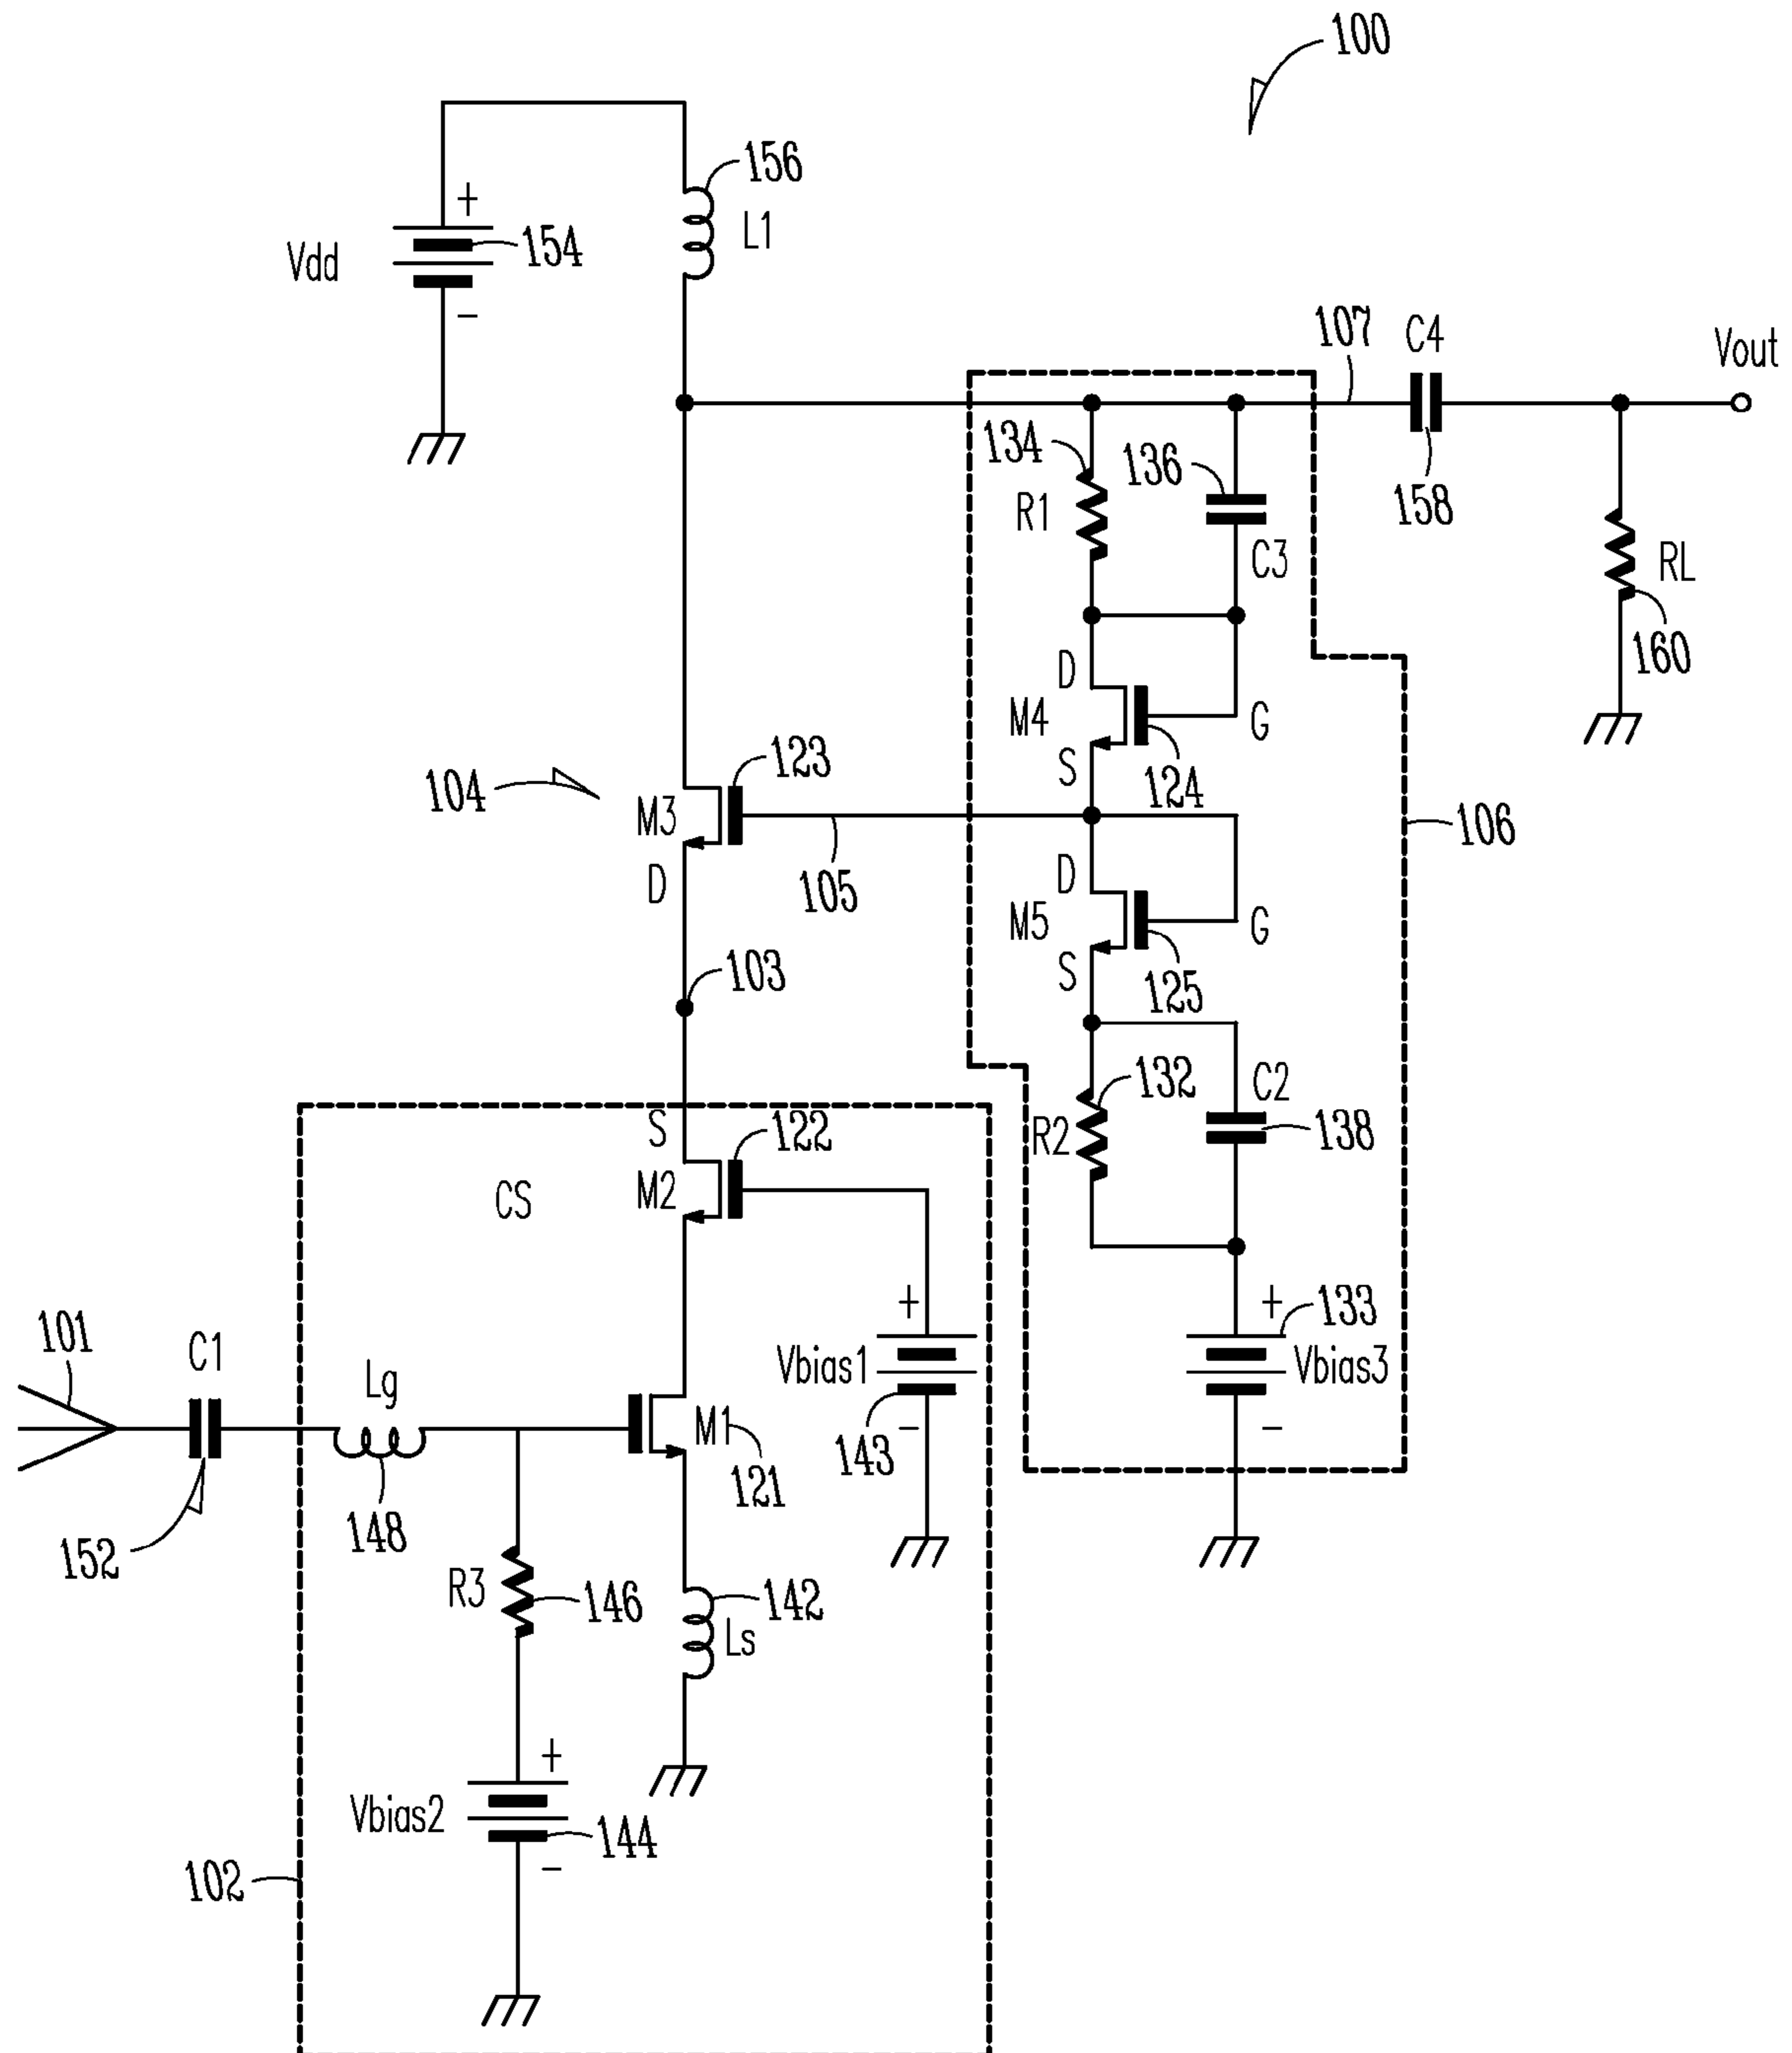 100
156
+
L1
154
Vdd
−
107
C4
Vout
134
136
R1
158
C3
RL
160
D
M4
G
123
S
124
104
M3
106
105
D
D
M5
G
S
125
103
132
C2
138
R2
S
122
M2
CS
+
+
133
101
C1
Vbias1
Vbias3
Lg
M1
−
−
143
121
148
152
R3
146
142
Ls
+
Vbias2
144
−
102